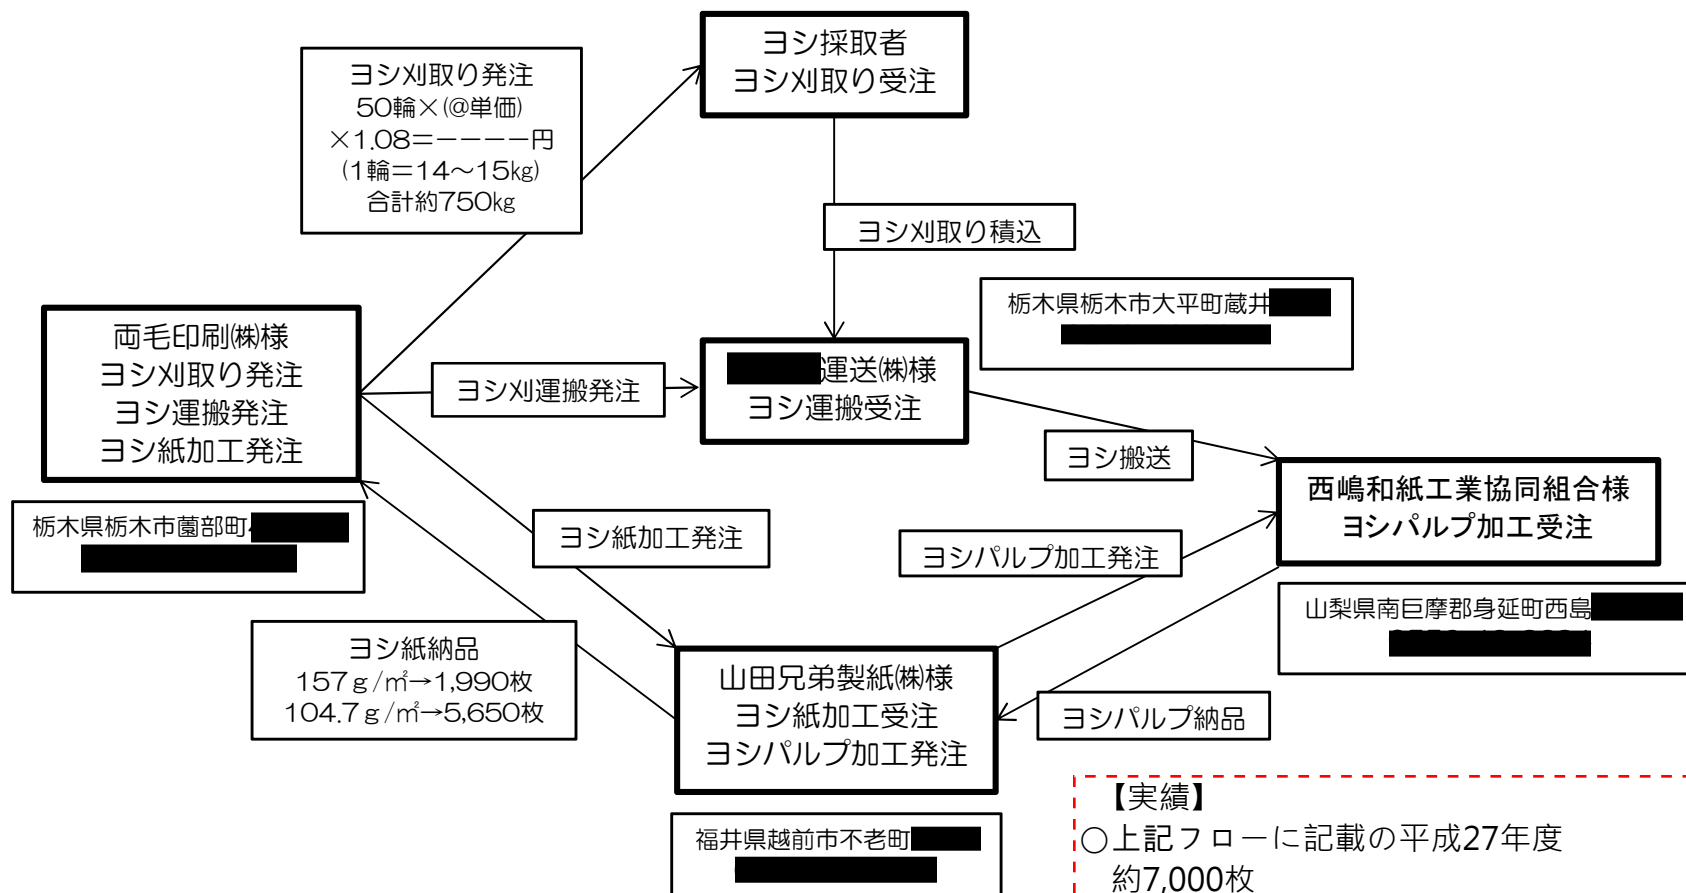 ヨシ採取者
ヨシ刈取り受注
ヨシ刈取り発注
50輪×(@単価)
×1.08=ーーーー円
(1輪=14～15㎏)
合計約750㎏
ヨシ刈取り積込
栃木県栃木市大平町蔵井
両毛印刷㈱様
ヨシ刈取り発注
ヨシ運搬発注
ヨシ紙加工発注
ヨシ刈運搬発注
運送㈱様
ヨシ運搬受注
ヨシ搬送
西嶋和紙工業協同組合様
ヨシパルプ加工受注
栃木県栃木市薗部町
ヨシ紙加工発注
ヨシパルプ加工発注
山梨県南巨摩郡身延町西島
ヨシ紙納品
157ｇ/㎡→1,990枚
104.7ｇ/㎡→5,650枚
山田兄弟製紙㈱様
ヨシ紙加工受注
ヨシパルプ加工発注
ヨシパルプ納品
福井県越前市不老町
【実績】
○上記フローに記載の平成27年度
約7,000枚